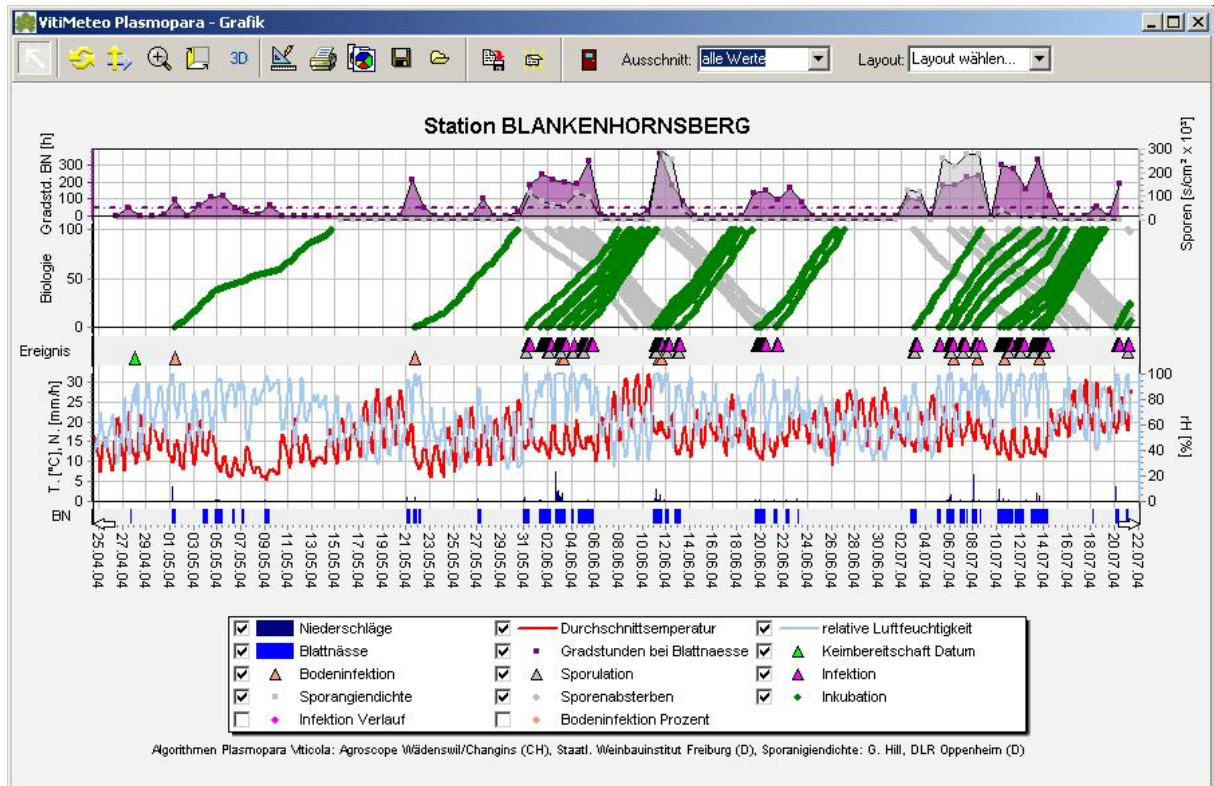 VitiMeteo Plasmopara - Grafik
3D Ausschnitt: alle Werte Layout: Layout wählen...
Station BLANKENHORNSBERG
Gradstd. BN [h]
300
200
100
0
Sporen [s/cm² x 10³]
300
200
100
0
Biologie
100
50
0
Ereignis
T : [°C], N [mm/h]
30
25
20
15
10
5
0
rH [%]
100
80
60
40
20
0
BN
25.04.04 27.04.04 29.04.04 01.05.04 03.05.04 05.05.04 07.05.04 09.05.04 11.05.04 13.05.04 15.05.04 17.05.04 19.05.04 21.05.04 23.05.04 25.05.04 27.05.04 29.05.04 31.05.04 02.06.04 04.06.04 06.06.04 08.06.04 10.06.04 12.06.04 14.06.04 16.06.04 18.06.04 20.06.04 22.06.04 24.06.04 26.06.04 28.06.04 30.06.04 02.07.04 04.07.04 06.07.04 08.07.04 10.07.04 12.07.04 14.07.04 16.07.04 18.07.04 20.07.04 22.07.04
Niederschläge Durchschnittsemperatur relative Luftfeuchtigkeit
Blattnässe Gradstunden bei Blattnaesse Keimbereitschaft Datum
Bodeninfektion Sporulation Infektion
Sporangiendichte Sporenabsterben Inkubation
Infektion Verlauf Bodeninfektion Prozent
Algorithmen Plasmopara Viticola: Agroscope Wädenswil/Changins (CH), Staatl. Weinbauinstitut Freiburg (D), Sporanigiendichte: G. Hill, DLR Oppenheim (D)